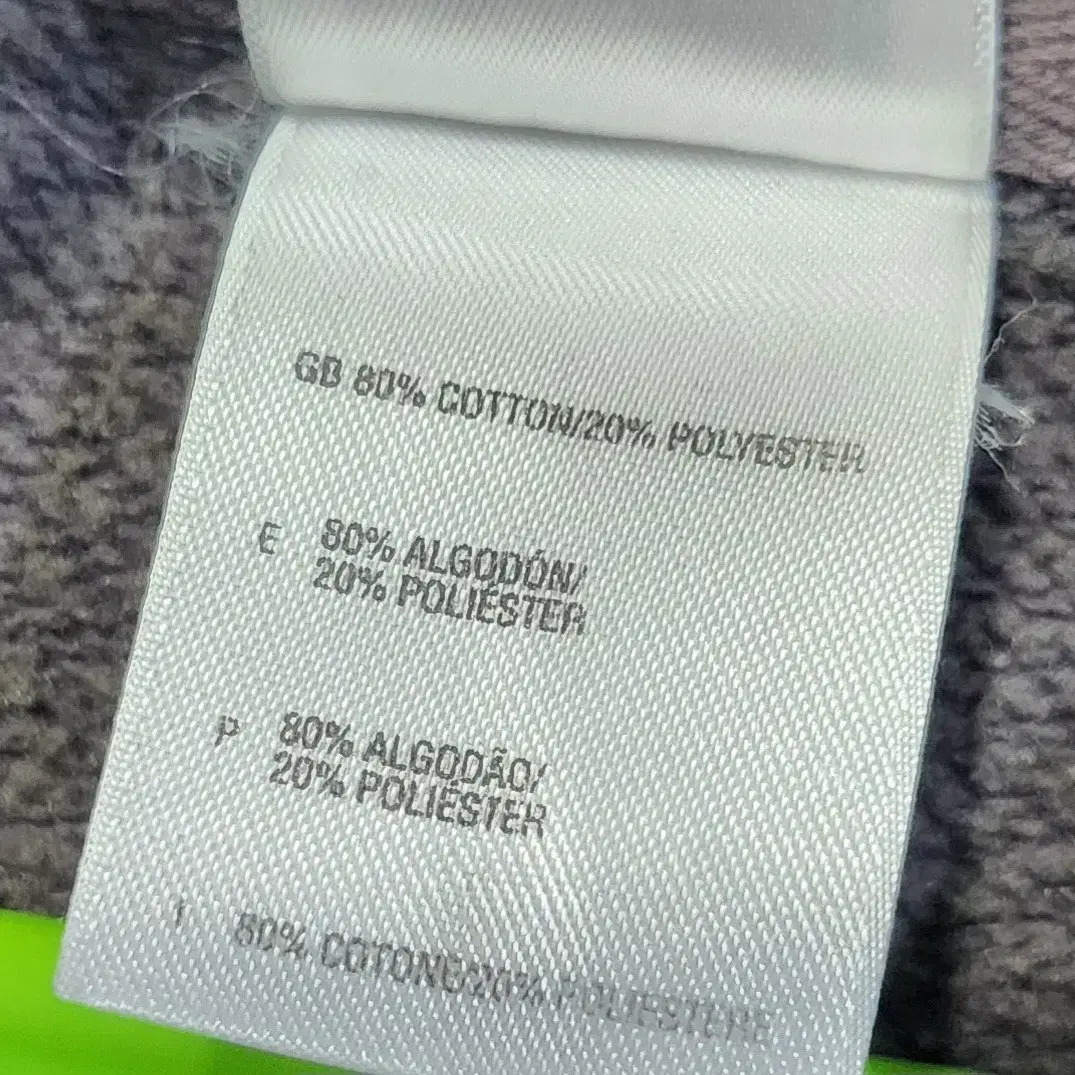 GB 80% COTTON/20% POLYESTER
E 80% ALGODÓN/
20% POLIÉSTER
P 80% ALGODÃO/
20% POLIÉSTER
I 80% COTONE/20% POLIESTERE